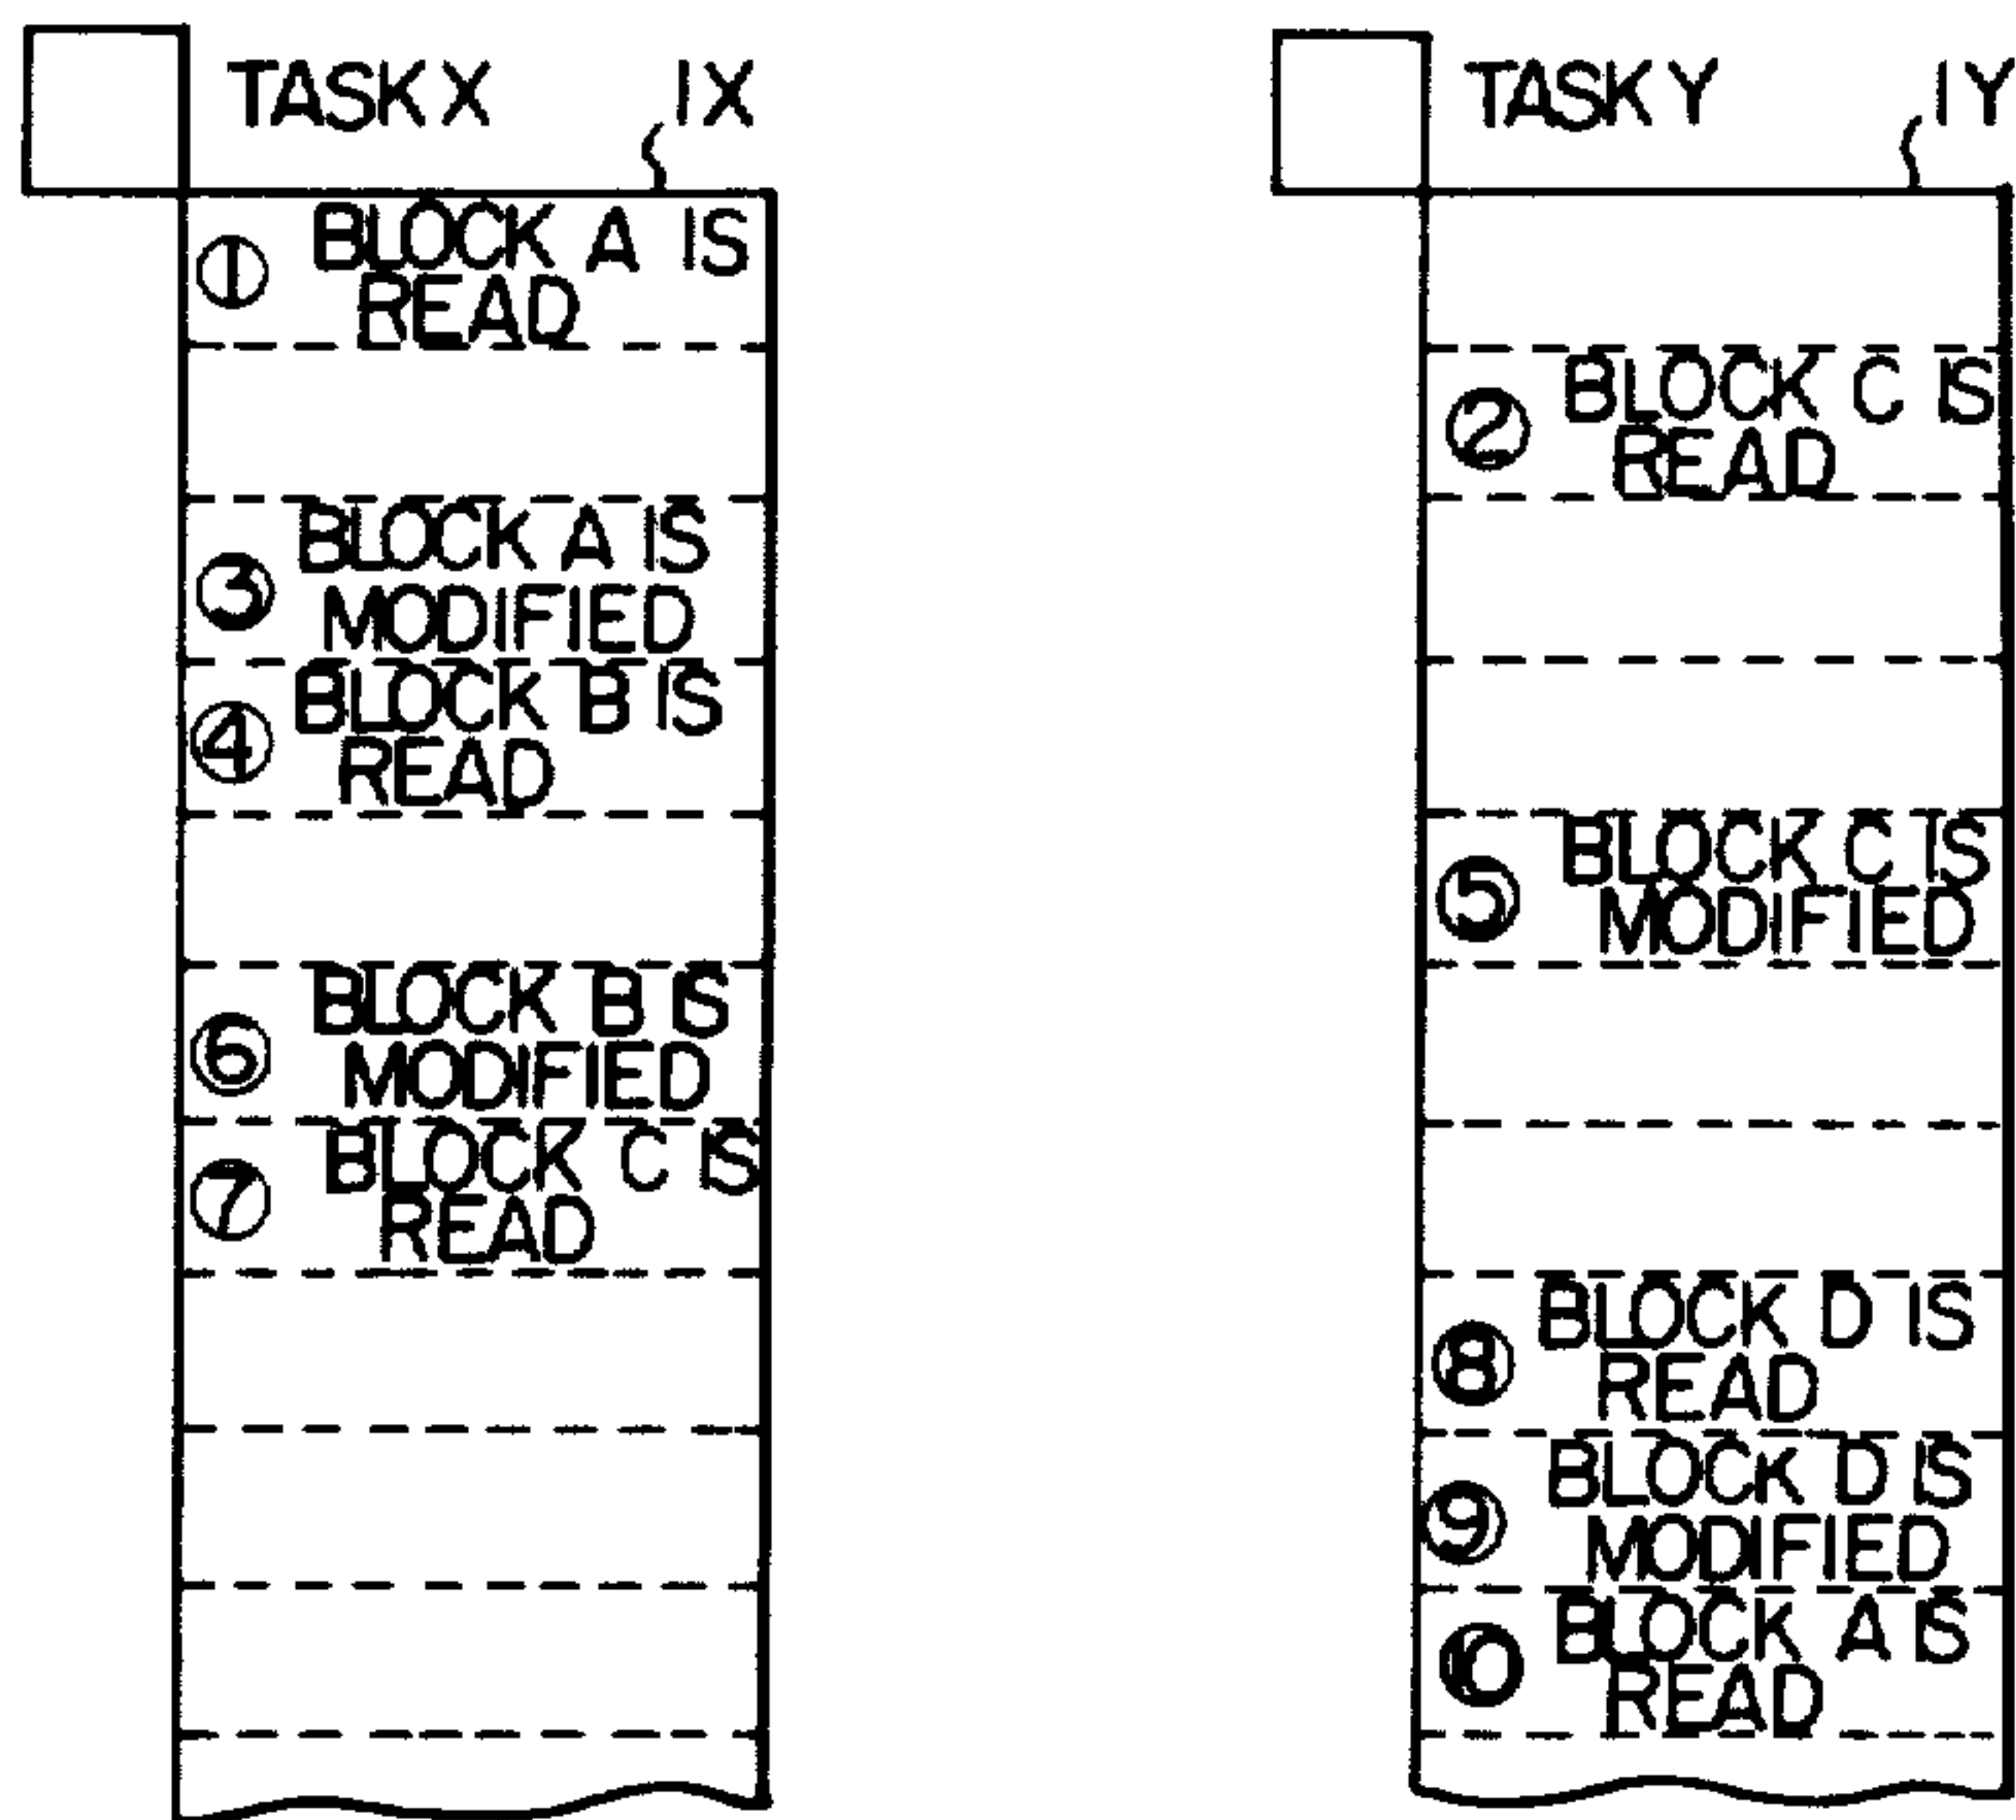 TASK X
1X
① BLOCK A IS
READ
③ BLOCK A IS
MODIFIED
④ BLOCK B IS
READ
⑥ BLOCK B IS
MODIFIED
⑦ BLOCK C IS
READ
TASK Y
1Y
② BLOCK C IS
READ
⑤ BLOCK C IS
MODIFIED
⑧ BLOCK D IS
READ
⑨ BLOCK D IS
MODIFIED
⑩ BLOCK A IS
READ